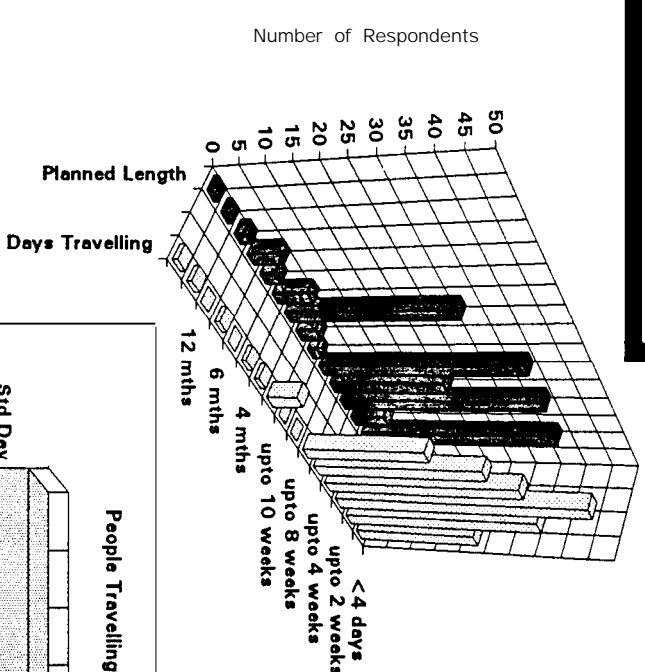 Number of Respondents
50
45
40
35
30
25
20
15
10
5
0
Planned Length
Days Travelling
12 mths
6 mths
4 mths
upto 10 weeks
upto 8 weeks
upto 4 weeks
upto 2 weeks
<4 days
Std Dev
People Travelling